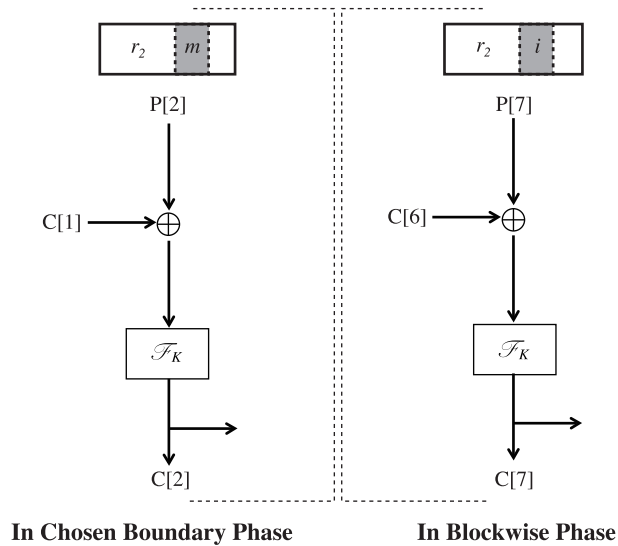 r2 m
P[2]
C[1]
ℱK
C[2]
In Chosen Boundary Phase
r2 i
P[7]
C[6]
ℱK
C[7]
In Blockwise Phase